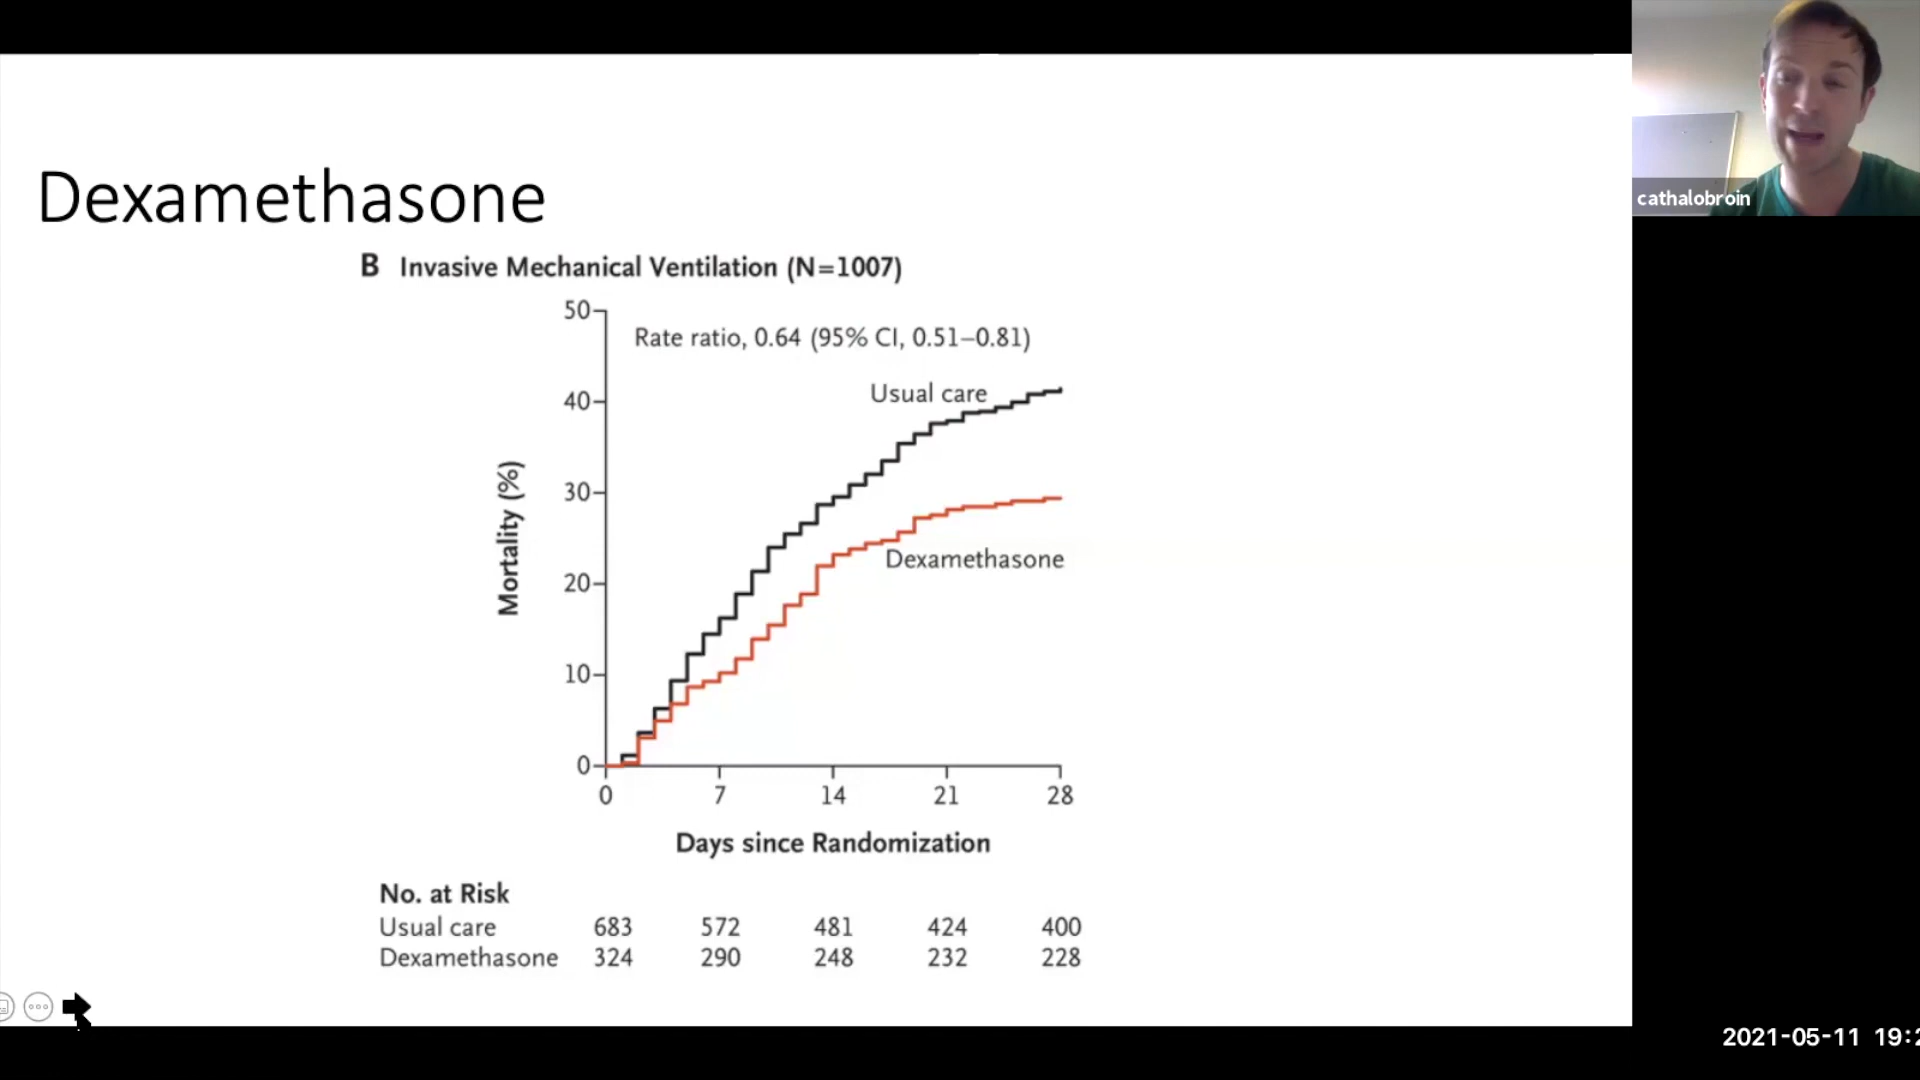 Dexamethasone
cathalobroin
B Invasive Mechanical Ventilation (N=1007)
50
Rate ratio, 0.64 (95% CI, 0.51–0.81)
Usual care
40
30
Dexamethasone
20
10
0
Mortality (%)
0 7 14 21 28
Days since Randomization
No. at Risk
Usual care 683 572 481 424 400
Dexamethasone 324 290 248 232 228
2021-05-11 19:2